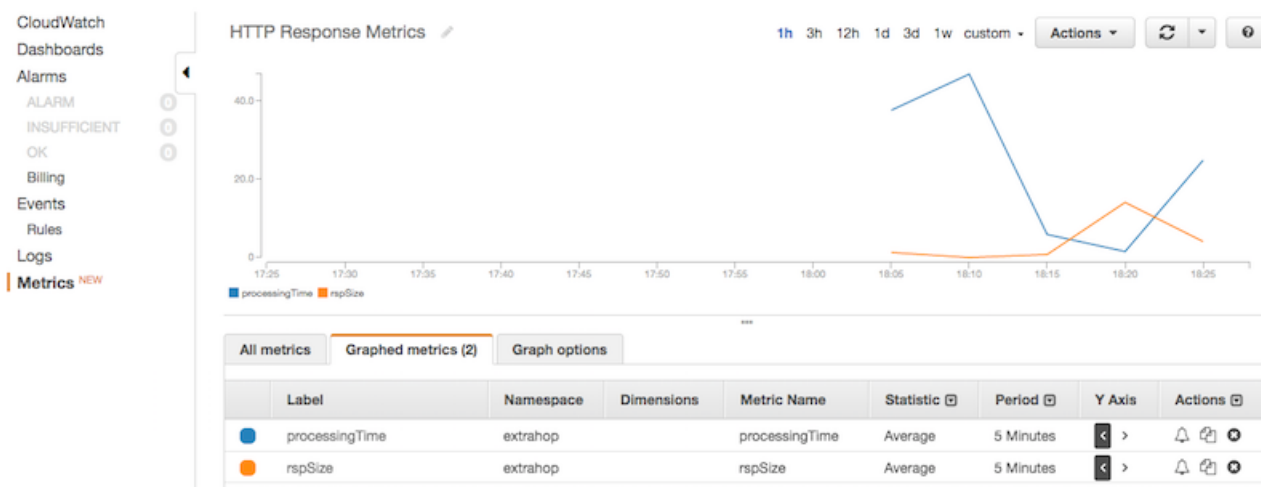 CloudWatch
Dashboards
Alarms
ALARM 0
INSUFFICIENT 0
OK 0
Billing
Events
Rules
Logs
Metrics NEW
HTTP Response Metrics
1h 3h 12h 1d 3d 1w custom Actions
40.0
20.0
0
17:25 17:30 17:35 17:40 17:45 17:50 17:55 18:00 18:05 18:10 18:15 18:20 18:25
processingTime rspSize
All metrics Graphed metrics (2) Graph options
Label Namespace Dimensions Metric Name Statistic Period Y Axis Actions
processingTime extrahop processingTime Average 5 Minutes
rspSize extrahop rspSize Average 5 Minutes